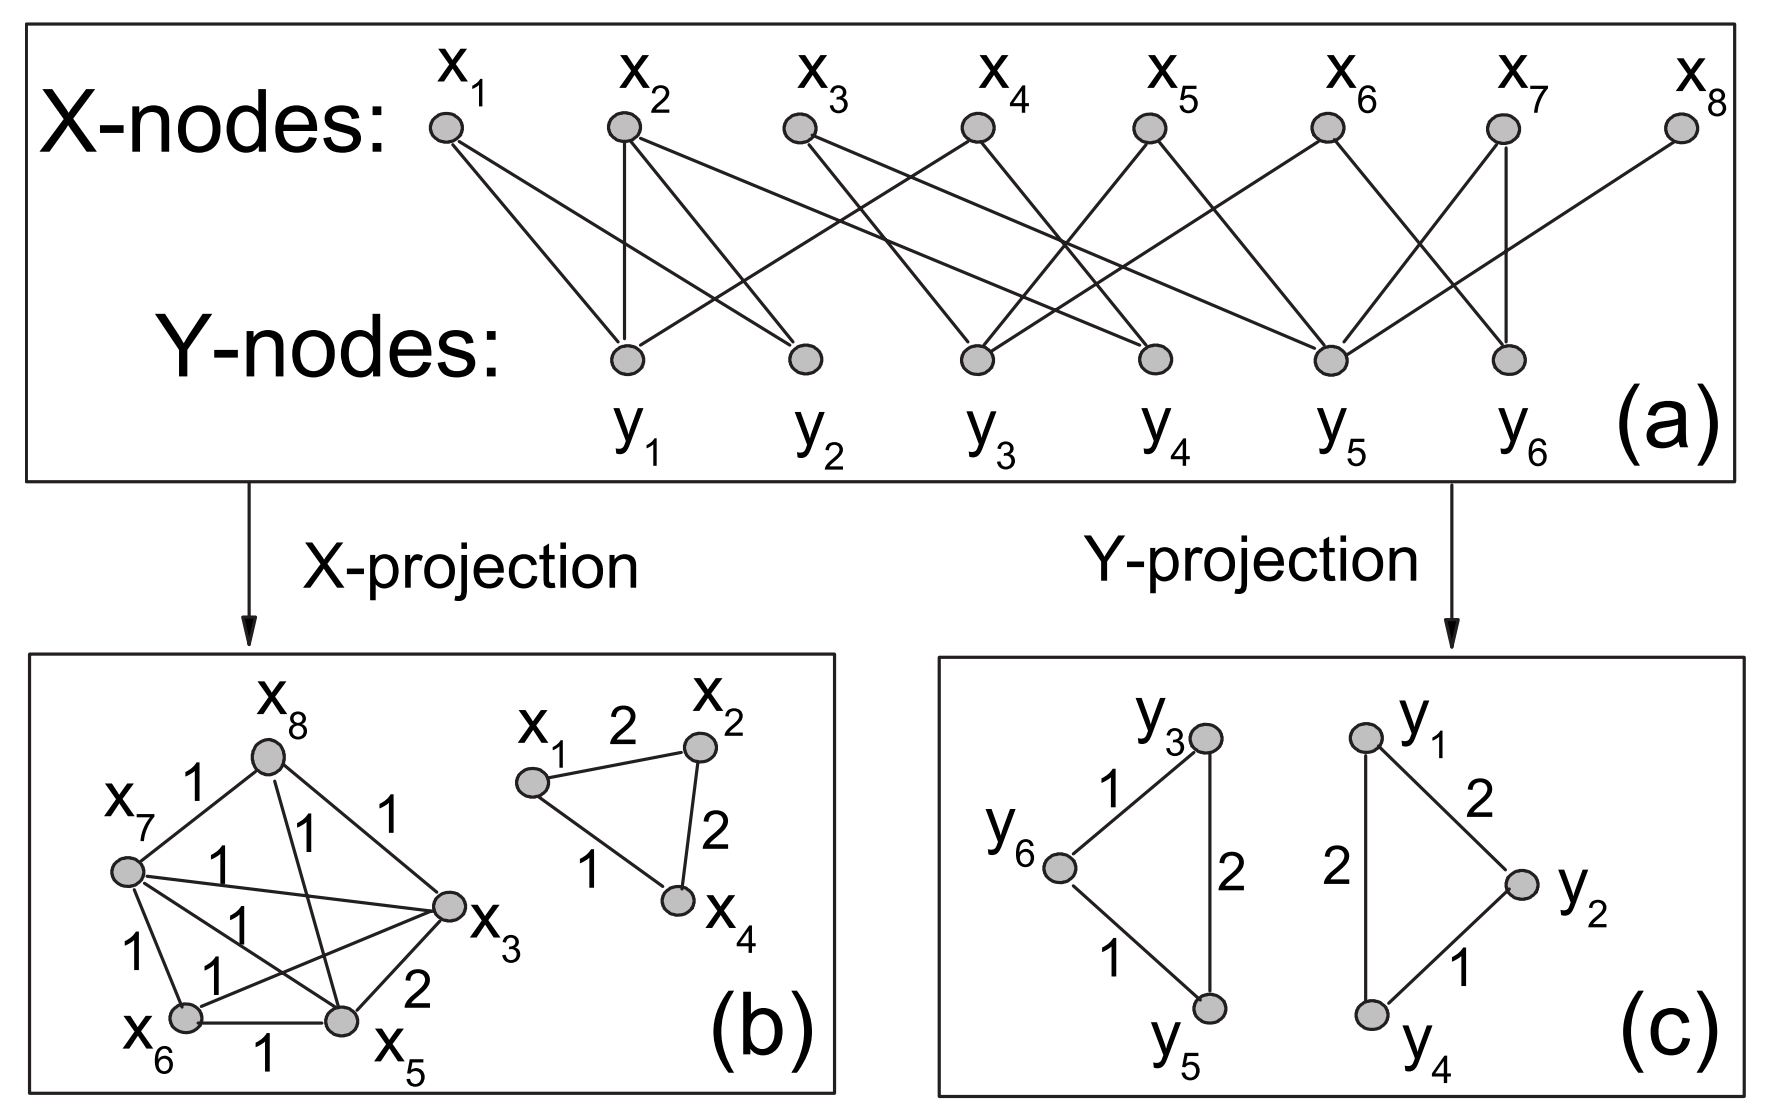 x1 x2 x3 x4 x5 x6 x7 x8
X-nodes:
Y-nodes:
y1 y2 y3 y4 y5 y6
(a)
X-projection
Y-projection
x8
x7
x3
x6
x5
1
1
1
1
1
1
1
2
1
x1
x2
x4
2
2
1
(b)
y3
y6
y5
1
2
1
y1
y2
y4
2
2
1
(c)